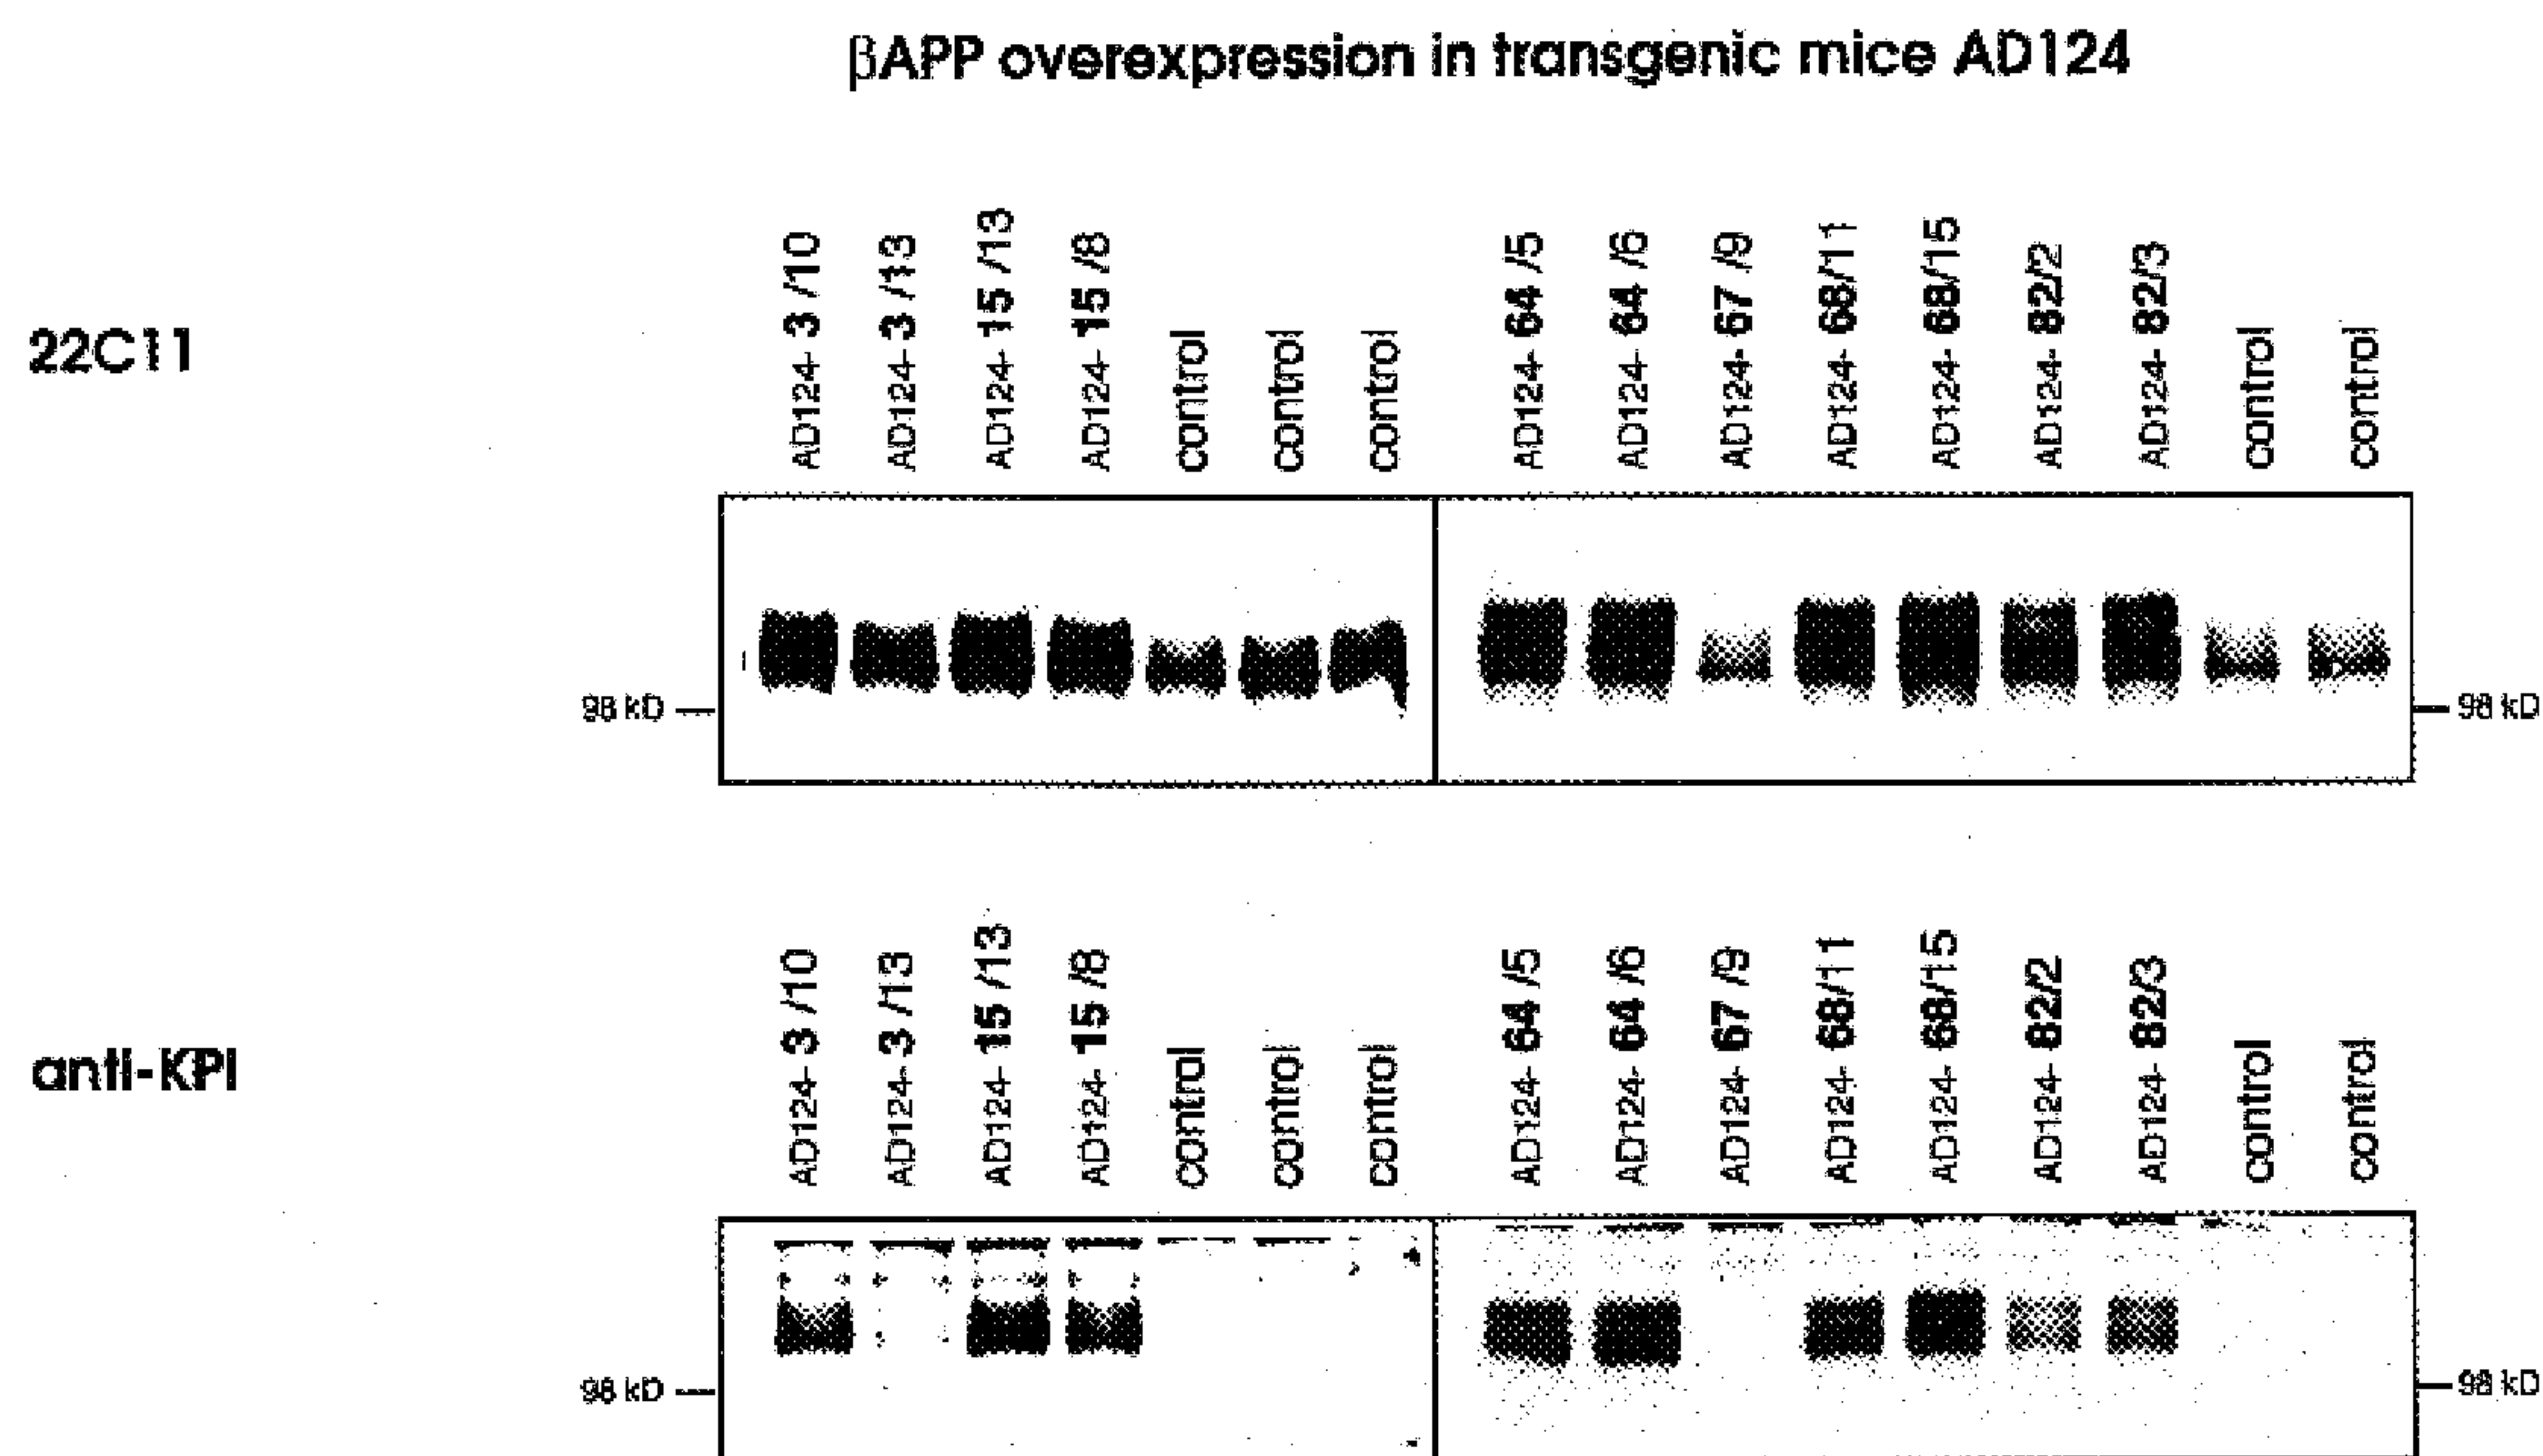 βAPP overexpression in transgenic mice AD124
22C11
AD124- 3 /10
AD124- 3 /13
AD124- 15 /13
AD124- 15 /8
control
control
control
AD124- 64 /5
AD124- 64 /6
AD124- 67 /9
AD124- 68/11
AD124- 68/15
AD124- 82/2
AD124- 82/3
control
control
98 kD
98 kD
anti-KPI
AD124- 3 /10
AD124- 3 /13
AD124- 15 /13
AD124- 15 /8
control
control
control
AD124- 64 /5
AD124- 64 /6
AD124- 67 /9
AD124- 68/11
AD124- 68/15
AD124- 82/2
AD124- 82/3
control
control
98 kD
98 kD